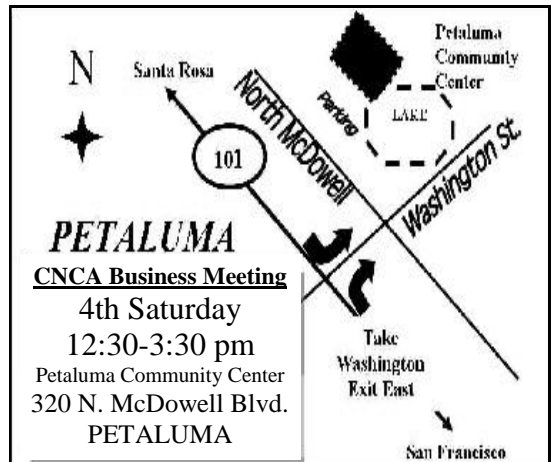 N
Santa Rosa
101
North McDowell
Parking
Petaluma
Community
Center
LAKE
Washington St.
PETALUMA
CNCA Business Meeting
4th Saturday
12:30-3:30 pm
Petaluma Community Center
320 N. McDowell Blvd.
PETALUMA
Take
Washington
Exit East
San Francisco